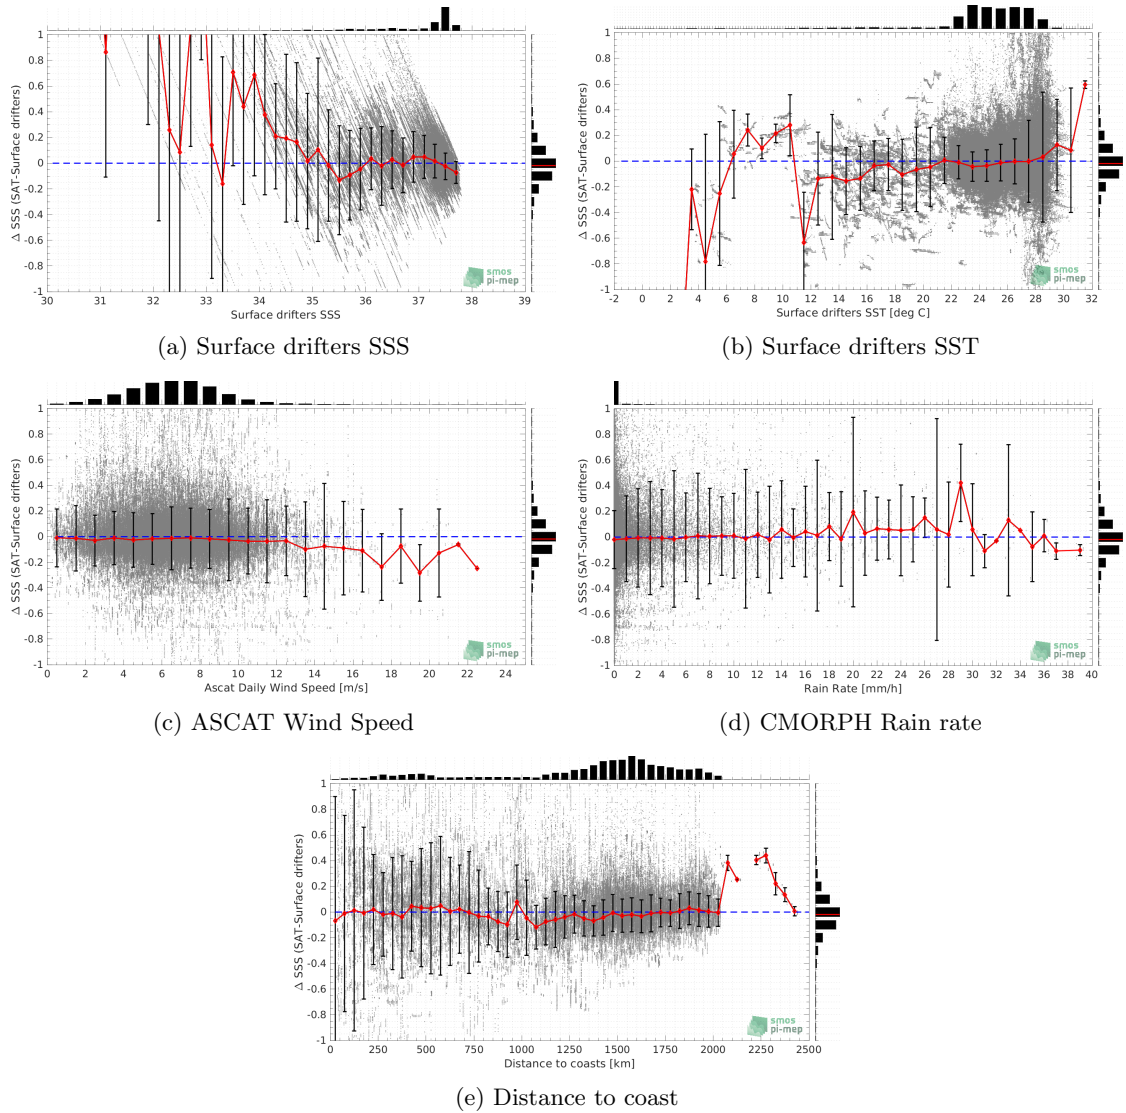 1
0.8
0.6
0.4
0.2
0
-0.2
-0.4
-0.6
-0.8
-1
Δ SSS (SAT-Surface drifters)
30 31 32 33 34 35 36 37 38 39
Surface drifters SSS
smos
pi-mep
(a) Surface drifters SSS
1
0.8
0.6
0.4
0.2
0
-0.2
-0.4
-0.6
-0.8
-1
Δ SSS (SAT-Surface drifters)
-2 0 2 4 6 8 10 12 14 16 18 20 22 24 26 28 30 32
Surface drifters SST [deg C]
smos
pi-mep
(b) Surface drifters SST
1
0.8
0.6
0.4
0.2
0
-0.2
-0.4
-0.6
-0.8
-1
Δ SSS (SAT-Surface drifters)
0 2 4 6 8 10 12 14 16 18 20 22 24
Ascat Daily Wind Speed [m/s]
smos
pi-mep
(c) ASCAT Wind Speed
1
0.8
0.6
0.4
0.2
0
-0.2
-0.4
-0.6
-0.8
-1
Δ SSS (SAT-Surface drifters)
0 2 4 6 8 10 12 14 16 18 20 22 24 26 28 30 32 34 36 38 40
Rain Rate [mm/h]
smos
pi-mep
(d) CMORPH Rain rate
1
0.8
0.6
0.4
0.2
0
-0.2
-0.4
-0.6
-0.8
-1
Δ SSS (SAT-Surface drifters)
0 250 500 750 1000 1250 1500 1750 2000 2250 2500
Distance to coasts [km]
smos
pi-mep
(e) Distance to coast